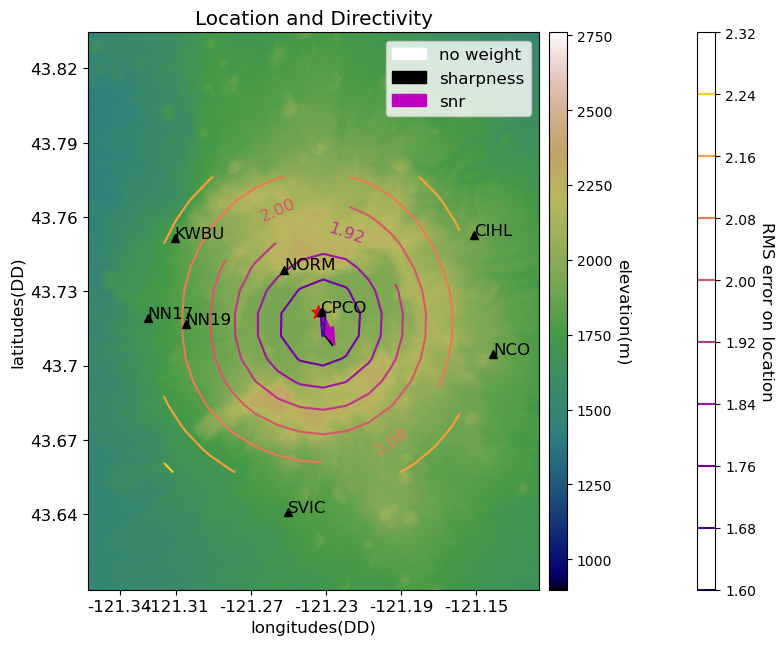 Location and Directivity
no weight
sharpness
snr
43.82
43.79
43.76
43.73
43.7
43.67
43.64
latitudes(DD)
-121.34
-121.31
-121.27
-121.23
-121.19
-121.15
longitudes(DD)
KWBU
CIHL
NORM
CPCO
NN17
NN19
NCO
SVIC
2.00
1.92
2.08
2750
2500
2250
2000
1750
1500
1250
1000
elevation(m)
2.32
2.24
2.16
2.08
2.00
1.92
1.84
1.76
1.68
1.60
RMS error on location